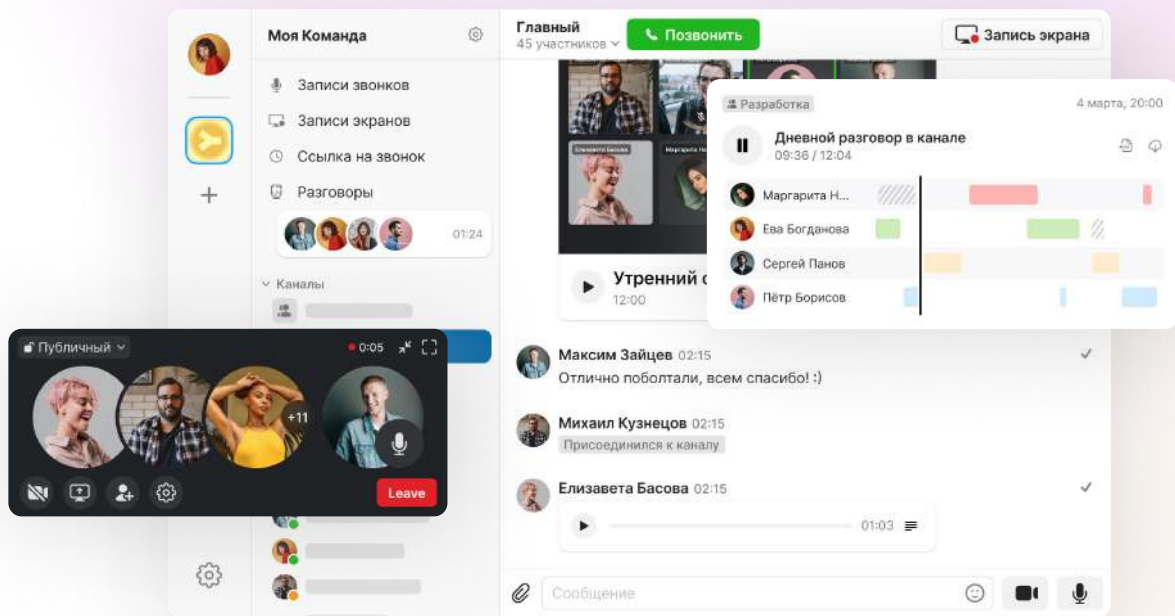 Моя Команда
Записи звонков
Записи экранов
Ссылка на звонок
Разговоры
01:24
Каналы
Публичный
0:05
+11
Leave
Главный
45 участников
Позвонить
Запись экрана
Елизавета Басова
Маргарита Не
Утренний с
12:00
Максим Зайцев 02:15
Отлично поболтали, всем спасибо! :)
Михаил Кузнецов 02:15
Присоединился к каналу
Елизавета Басова 02:15
01:03
Сообщение
Разработка
4 марта, 20:00
Дневной разговор в канале
09:36 / 12:04
Маргарита Н...
Ева Богданова
Сергей Панов
Пётр Борисов